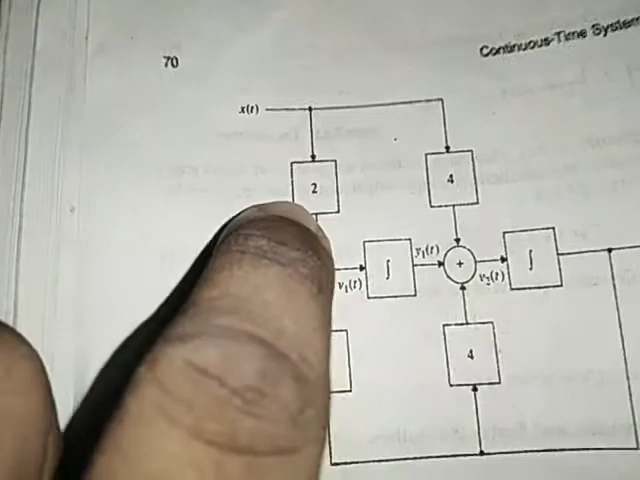 70
Continuous-Time System
x(t)
2
4
∫
y₁(t)
+
∫
v₁(t)
v₂(t)
4